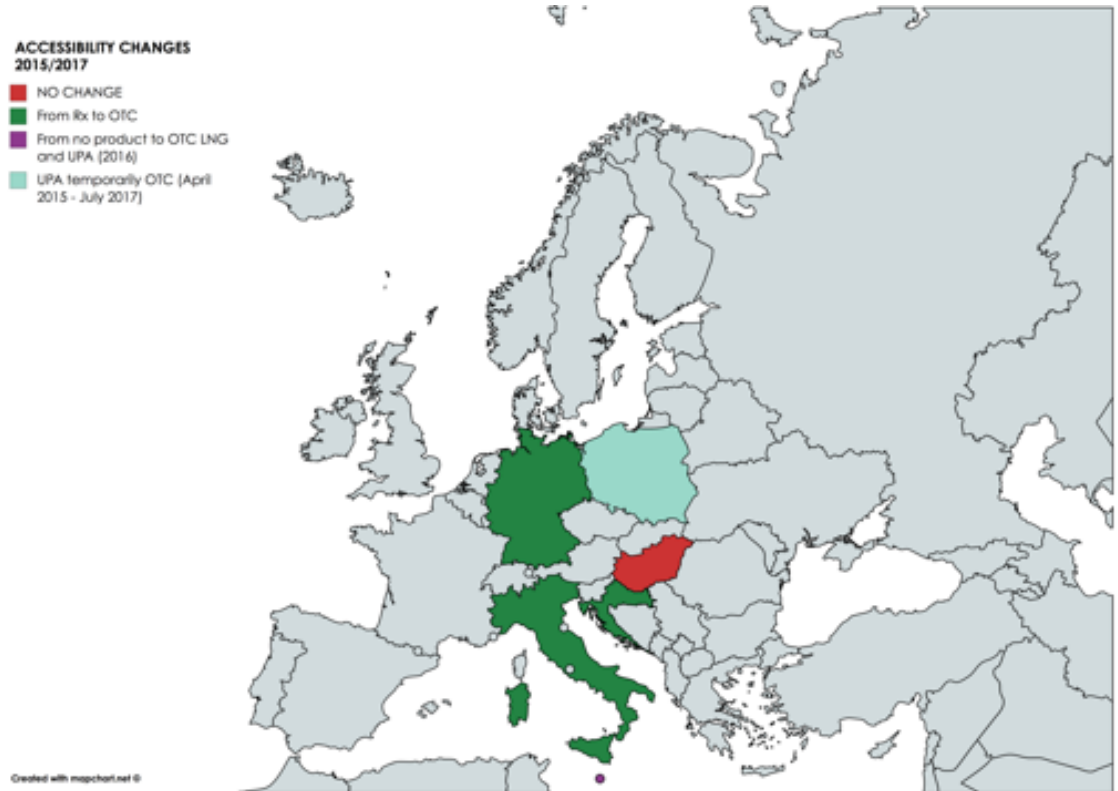 ACCESSIBILITY CHANGES
2015/2017
NO CHANGE
From Rx to OTC
From no product to OTC LNG
and UPA (2016)
UPA temporarily OTC (April
2015 - July 2017)
Created with mapchart.net ©